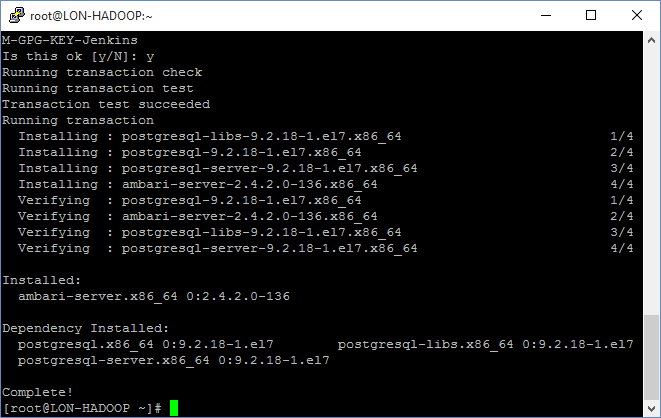 root@LON-HADOOP:~
M-GPG-KEY-Jenkins
Is this ok [y/N]: y
Running transaction check
Running transaction test
Transaction test succeeded
Running transaction
  Installing : postgresql-libs-9.2.18-1.el7.x86_64                          1/4
  Installing : postgresql-9.2.18-1.el7.x86_64                               2/4
  Installing : postgresql-server-9.2.18-1.el7.x86_64                        3/4
  Installing : ambari-server-2.4.2.0-136.x86_64                             4/4
  Verifying  : postgresql-9.2.18-1.el7.x86_64                               1/4
  Verifying  : ambari-server-2.4.2.0-136.x86_64                             2/4
  Verifying  : postgresql-libs-9.2.18-1.el7.x86_64                          3/4
  Verifying  : postgresql-server-9.2.18-1.el7.x86_64                        4/4

Installed:
  ambari-server.x86_64 0:2.4.2.0-136

Dependency Installed:
  postgresql.x86_64 0:9.2.18-1.el7        postgresql-libs.x86_64 0:9.2.18-1.el7
  postgresql-server.x86_64 0:9.2.18-1.el7

Complete!
[root@LON-HADOOP ~]#